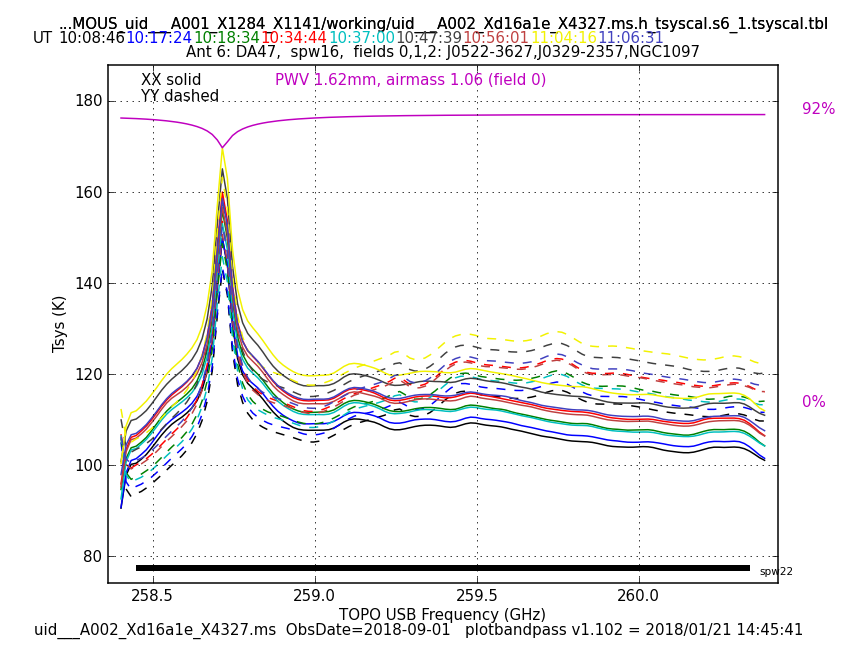 ...MOUS_uid___A001_X1284_X1141/working/uid___A002_Xd16a1e_X4327.ms.h_tsyscal.s6_1.tsyscal.tbl
UT 10:08:46 10:17:24 10:18:34 10:34:44 10:37:00 10:47:39 10:56:01 11:04:16 11:06:31
Ant 6: DA47, spw16, fields 0,1,2: J0522-3627,J0329-2357,NGC1097
XX solid PWV 1.62mm, airmass 1.06 (field 0)
YY dashed
180
92%
160
140
Tsys (K)
120
0%
100
80
spw22
258.5 259.0 259.5 260.0
TOPO USB Frequency (GHz)
uid___A002_Xd16a1e_X4327.ms ObsDate=2018-09-01 plotbandpass v1.102 = 2018/01/21 14:45:41